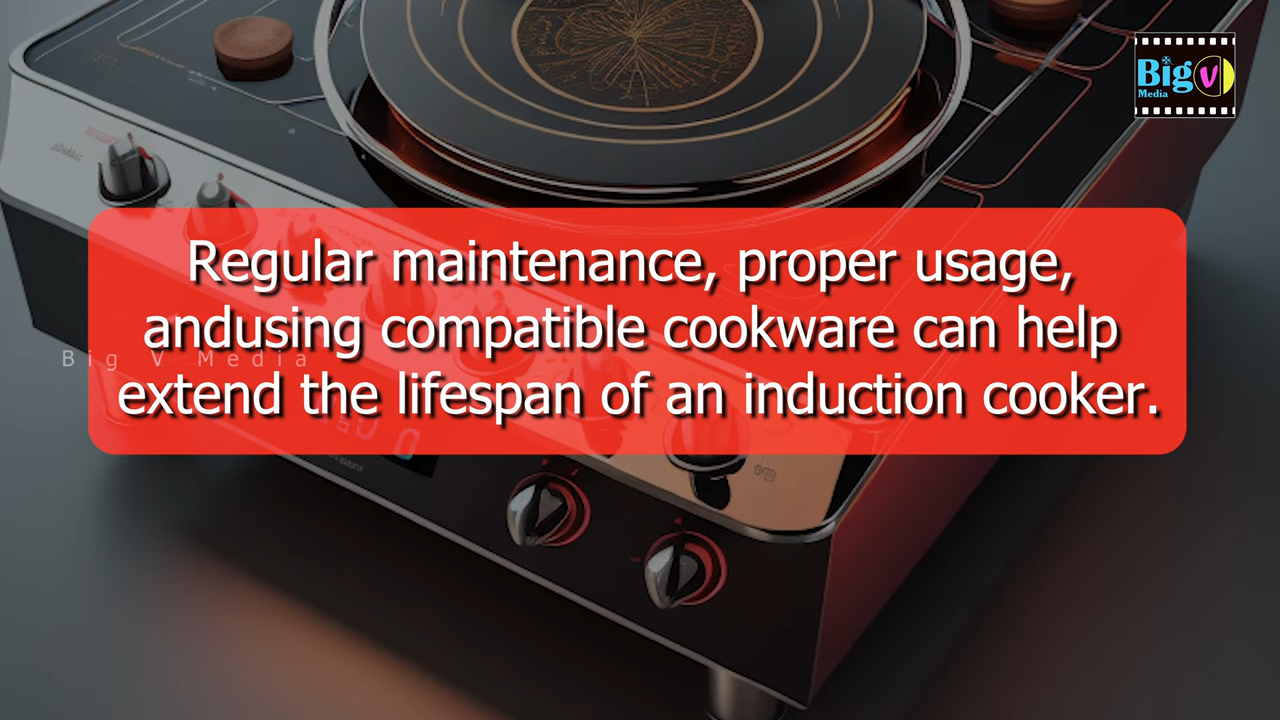 Big V
Media
Regular maintenance, proper usage,
andusing compatible cookware can help
Big V Media
extend the lifespan of an induction cooker.